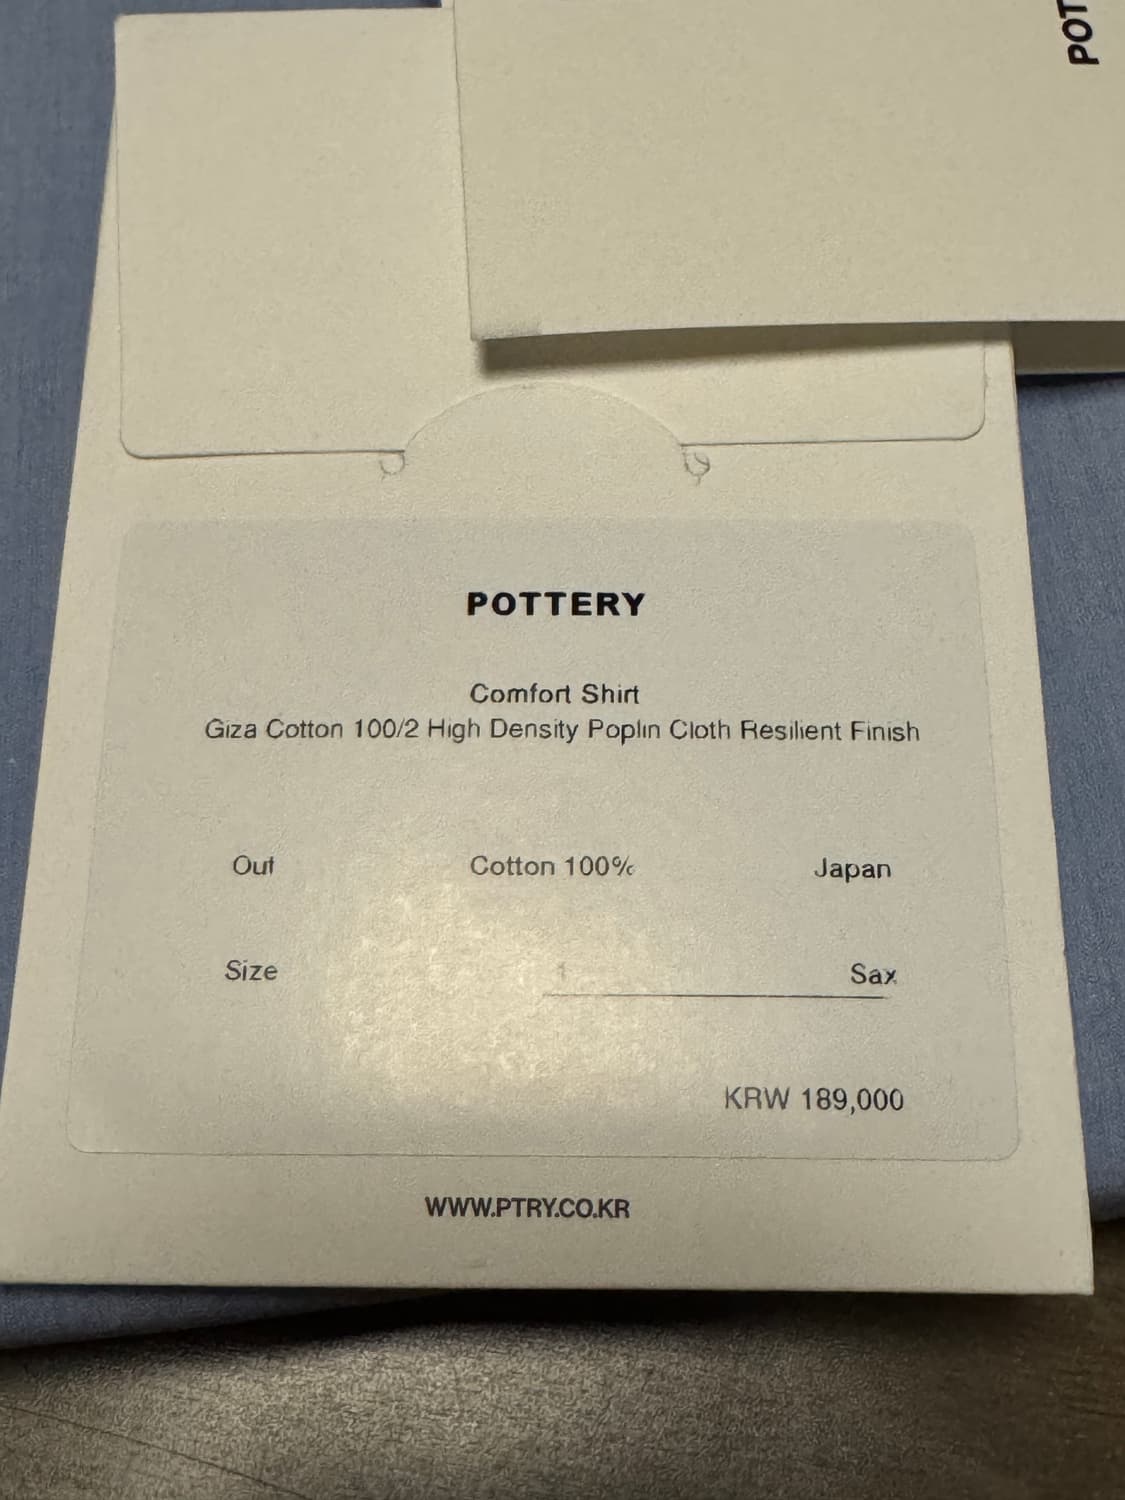 POT
POTTERY
Comfort Shirt
Giza Cotton 100/2 High Density Poplin Cloth Resilient Finish
Out Cotton 100% Japan
Size 1 Sax
KRW 189,000
WWW.PTRY.CO.KR